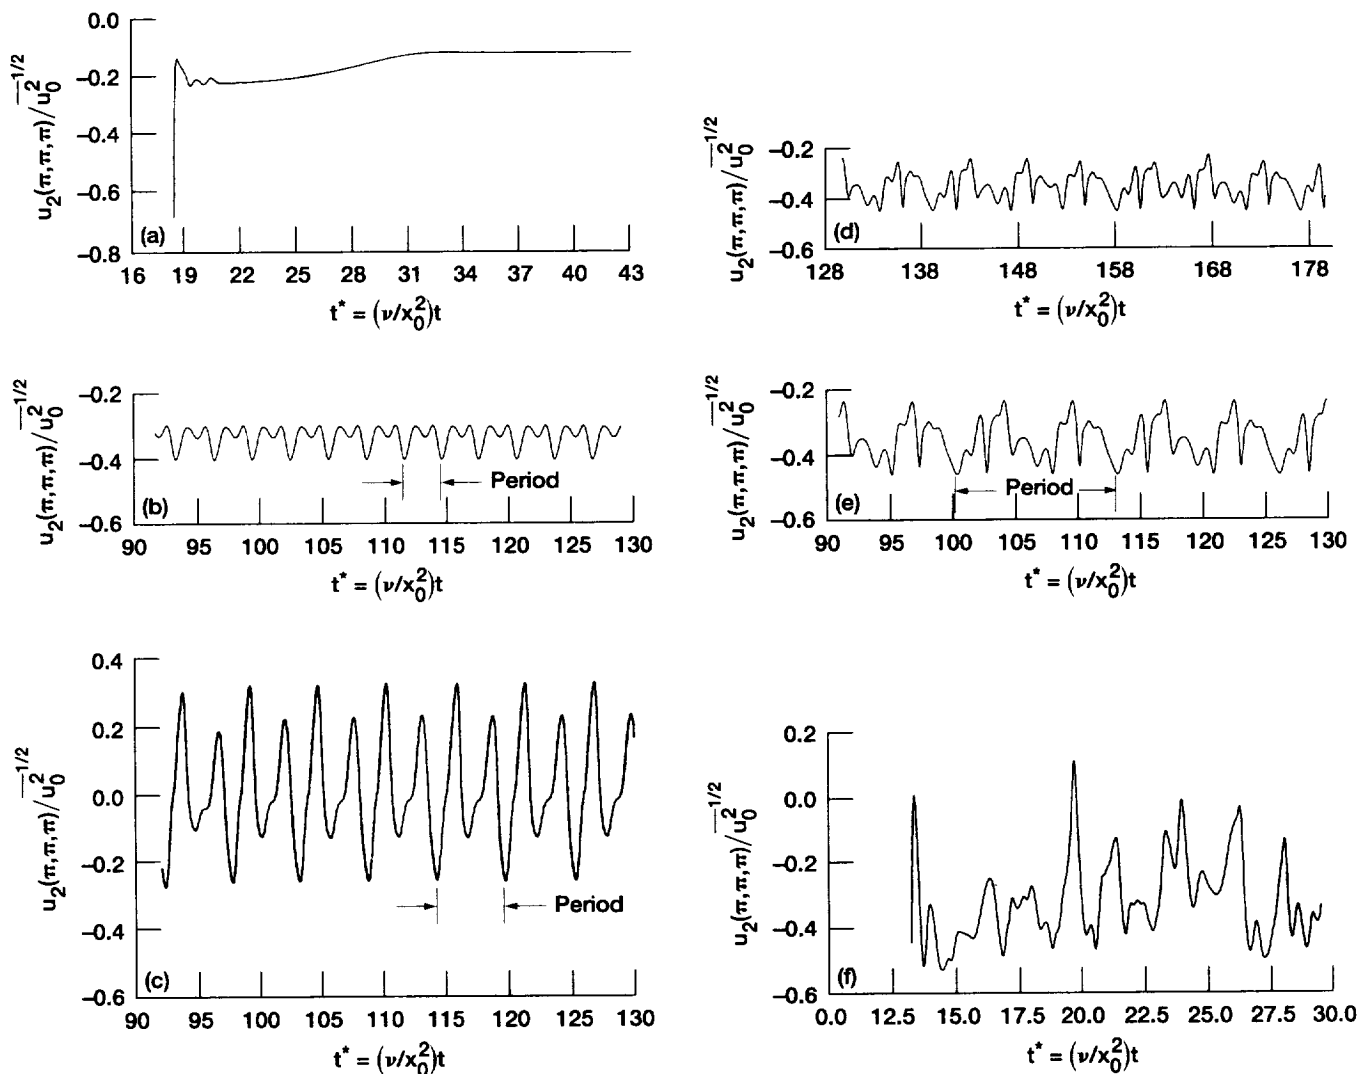 0.0
−0.2
−0.4
−0.6
−0.8
u₂(π,π,π)/u₀²^1/2
(a)
16 19 22 25 28 31 34 37 40 43
t* = (ν/x₀²)t
−0.2
−0.4
−0.6
u₂(π,π,π)/u₀²^1/2
Period
(b)
90 95 100 105 110 115 120 125 130
t* = (ν/x₀²)t
0.4
0.2
0.0
−0.2
−0.4
−0.6
u₂(π,π,π)/u₀²^1/2
Period
(c)
90 95 100 105 110 115 120 125 130
t* = (ν/x₀²)t
−0.2
−0.4
−0.6
u₂(π,π,π)/u₀²^1/2
(d)
128 138 148 158 168 178
t* = (ν/x₀²)t
−0.2
−0.4
−0.6
u₂(π,π,π)/u₀²^1/2
Period
(e)
90 95 100 105 110 115 120 125 130
t* = (ν/x₀²)t
0.2
0.0
−0.2
−0.4
−0.6
u₂(π,π,π)/u₀²^1/2
(f)
0.0 12.5 15.0 17.5 20.0 22.5 25.0 27.5 30.0
t* = (ν/x₀²)t